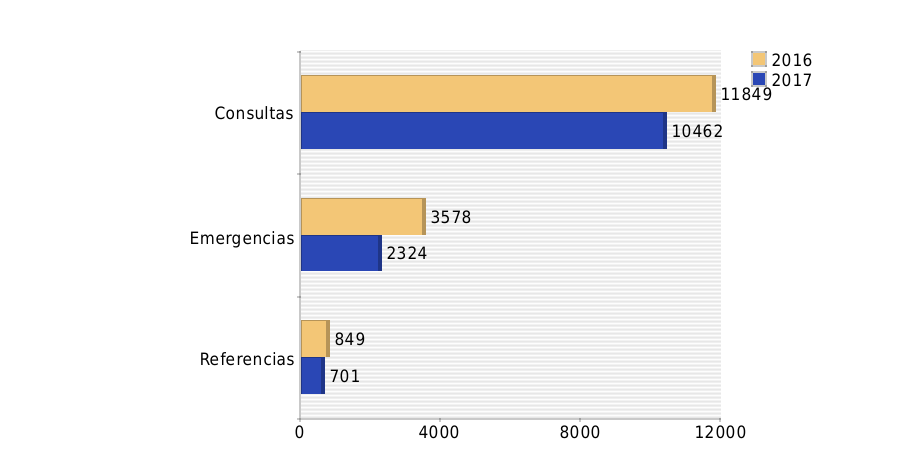 2016
2017
Consultas
11849
10462
Emergencias
3578
2324
Referencias
849
701
0 4000 8000 12000